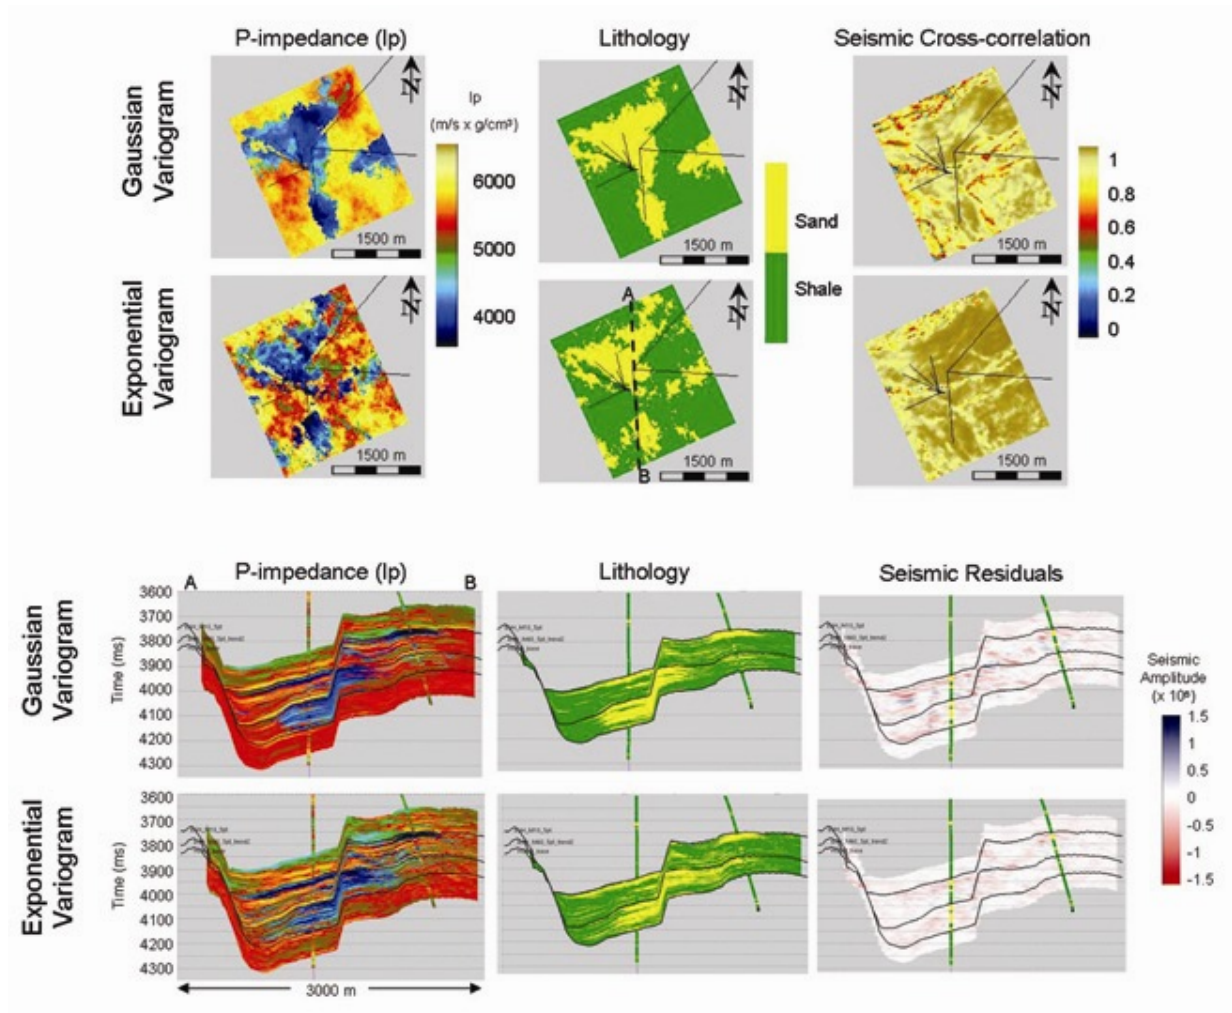 P-impedance (Ip)
Lithology
Seismic Cross-correlation
Gaussian
Variogram
N
N
N
Ip
(m/s x g/cm³)
6000
5000
4000
Sand
Shale
1
0.8
0.6
0.4
0.2
0
1500 m
1500 m
1500 m
Exponential
Variogram
N
N
N
A
B
1500 m
1500 m
1500 m
P-impedance (Ip)
Lithology
Seismic Residuals
A
B
Gaussian
Variogram
Time (ms)
3600
3700
3800
3900
4000
4100
4200
4300
Seismic
Amplitude
1.5
1
0.5
0
-0.5
-1
-1.5
Exponential
Variogram
Time (ms)
3600
3700
3800
3900
4000
4100
4200
4300
3000 m